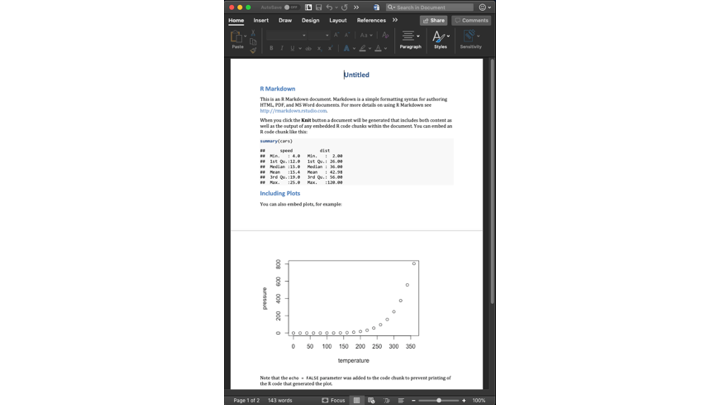 AutoSave
Search in Document
Home Insert Draw Design Layout References Share Comments
Paste Paragraph Styles Sensitivity
Untitled
R Markdown
This is an R Markdown document. Markdown is a simple formatting syntax for authoring
HTML, PDF, and MS Word documents. For more details on using R Markdown see
http://rmarkdown.rstudio.com.
When you click the Knit button a document will be generated that includes both content as
well as the output of any embedded R code chunks within the document. You can embed an
R code chunk like this:
summary(cars)
## speed dist
## Min. : 4.0 Min. : 2.00
## 1st Qu.:12.0 1st Qu.: 26.00
## Median :15.0 Median : 36.00
## Mean :15.4 Mean : 42.98
## 3rd Qu.:19.0 3rd Qu.: 56.00
## Max. :25.0 Max. :120.00
Including Plots
You can also embed plots, for example:
800
600
400
200
0
pressure
0 50 100 150 200 250 300 350
temperature
Note that the echo = FALSE parameter was added to the code chunk to prevent printing of
the R code that generated the plot.
Page 1 of 2 143 words Focus 100%